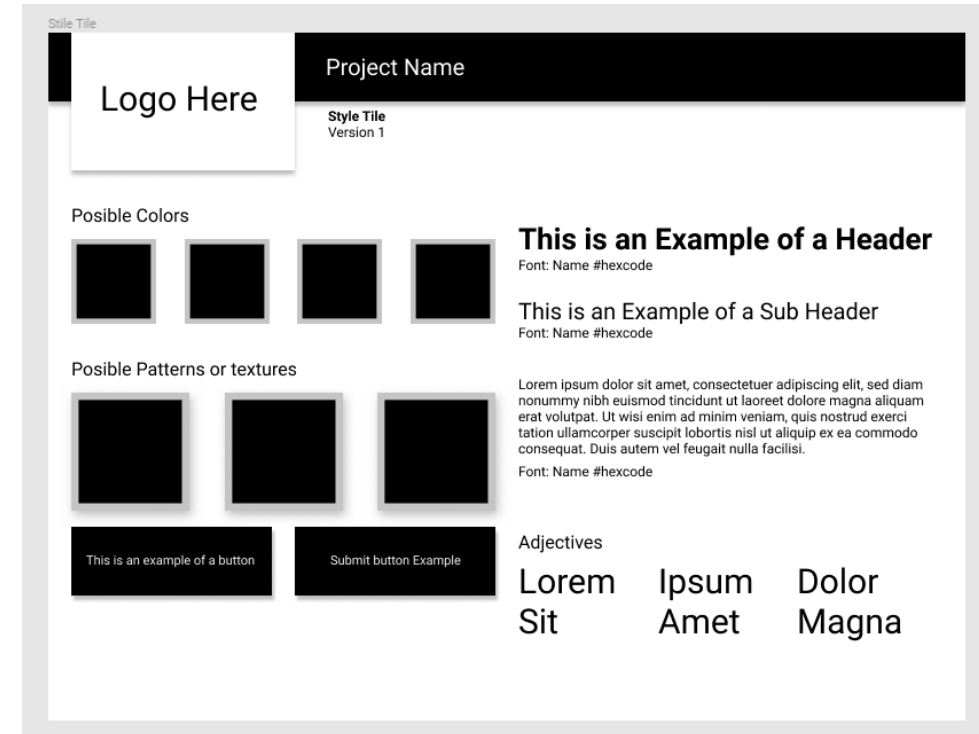 Stile Tile
Logo Here
Project Name
Style Tile
Version 1
Posible Colors
Posible Patterns or textures
This is an example of a button
Submit button Example
This is an Example of a Header
Font: Name #hexcode
This is an Example of a Sub Header
Font: Name #hexcode
Lorem ipsum dolor sit amet, consectetuer adipiscing elit, sed diam
nonummy nibh euismod tincidunt ut laoreet dolore magna aliquam
erat volutpat. Ut wisi enim ad minim veniam, quis nostrud exerci
tation ullamcorper suscipit lobortis nisl ut aliquip ex ea commodo
consequat. Duis autem vel feugait nulla facilisi.
Font: Name #hexcode
Adjectives
Lorem Ipsum Dolor
Sit Amet Magna